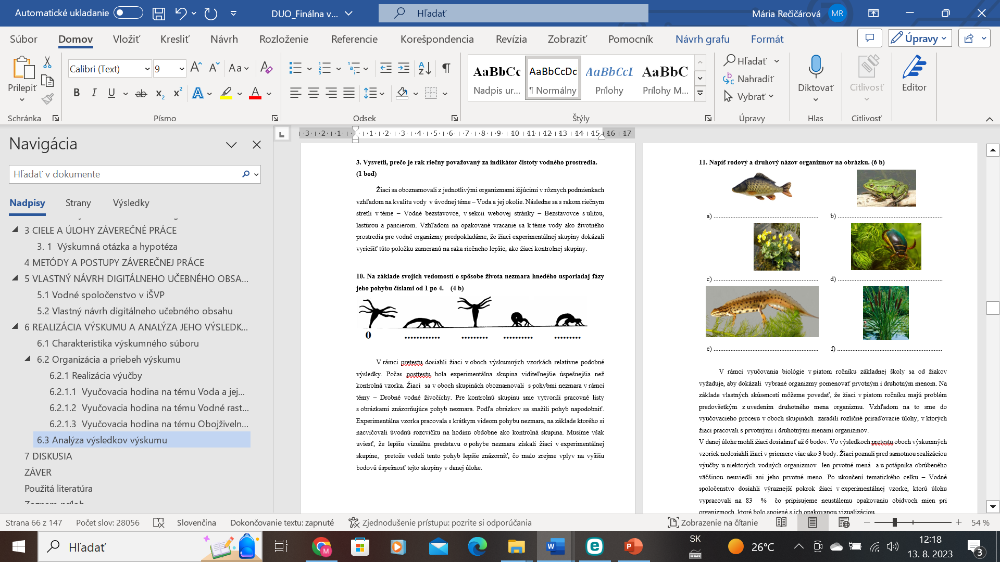 Automatické ukladanie
DUO_Finálna v...
Hľadať
Mária Rečičárová
MR
Súbor
Domov
Vložiť
Kresliť
Návrh
Rozloženie
Referencie
Korešpondencia
Revízia
Zobraziť
Pomocník
Návrh grafu
Formát
Úpravy
Prilepiť
Schránka
Calibri (Text)
9
Písmo
Odsek
AaBbCc
Nadpis ur...
AaBbCcDc
¶ Normálny
AaBbCcL
Prílohy
AaBbC
Prílohy M...
Štýly
Hľadať
Nahradiť
Vybrať
Úpravy
Diktovať
Hlas
Citlivosť
Citlivosť
Editor
Navigácia
Hľadať v dokumente
Nadpisy
Strany
Výsledky
3 CIELE A ÚLOHY ZÁVEREČNÉ PRÁCE
3. 1 Výskumná otázka a hypotéza
4 METÓDY A POSTUPY ZÁVEREČNEJ PRÁCE
5 VLASTNÝ NÁVRH DIGITÁLNEHO UČEBNÉHO OBSA...
5.1 Vodné spoločenstvo v iŠVP
5.2 Vlastný návrh digitálneho učebného obsahu
6 REALIZÁCIA VÝSKUMU A ANALÝZA JEHO VÝSLEDK...
6.1 Charakteristika výskumného súboru
6.2 Organizácia a priebeh výskumu
6.2.1 Realizácia výučby
6.2.1.1 Vyučovacia hodina na tému Voda a jej...
6.2.1.2 Vyučovacia hodina na tému Vodné rast...
6.2.1.3 Vyučovacia hodina na tému Obojživeln...
6.3 Analýza výsledkov výskumu
7 DISKUSIA
ZÁVER
Použitá literatúra
Zoznam príloh
3 2 1 1 2 3 4 5 6 7 8 9 10 11 12 13 14 15 16 17
3. Vysvetli, prečo je rak riečny považovaný za indikátor čistoty vodného prostredia.
(1 bod)
Žiaci sa oboznamovali z jednotlivými organizmami žijúcimi v rôznych podmienkach
vzhľadom na kvalitu vody v úvodnej téme – Voda a jej okolie. Následne sa s rakom riečnym
stretli v téme – Vodné bezstavovce, v sekcii webovej stránky – Bezstavovce s ulitou,
lastúrou a pancierom. Vzhľadom na opakované vracanie sa k téme vody ako životného
prostredia pre vodné organizmy predpokladáme, že žiaci experimentálnej skupiny dokázali
vyriešiť túto položku zameranú na raka riečneho lepšie, ako žiaci kontrolnej skupiny.
10. Na základe svojich vedomostí o spôsobe života nezmara hnedého usporiadaj fázy
jeho pohybu číslami od 1 po 4. (4 b)
0 ............ ......... .......... .........
V rámci pretestu dosiahli žiaci v oboch výskumných vzorkách relatívne podobné
výsledky. Počas posttestu bola experimentálna skupina viditeľnejšie úspešnejšia než
kontrolná vzorka. Žiaci sa v oboch skupinách oboznamovali s pohybmi nezmara v rámci
témy – Drobné vodné živočíchy. Pre kontrolnú skupinu sme vytvorili pracovné listy
s obrázkami znázorňujúce pohyb nezmara. Podľa obrázkov sa snažili pohyb napodobniť.
Experimentálna vzorka pracovala s krátkym videom pohybu nezmara, na základe ktorého si
nacvičovali úvodnú rozcvičku na hodinu obdobne ako kontrolná skupina. Musíme však
uviesť, že lepšiu vizuálnu predstavu o pohybe nezmara získali žiaci v experimentálnej
skupine, pretože vedeli tento pohyb lepšie znázorniť, čo malo zrejme vplyv na vyššiu
bodovú úspešnosť tejto skupiny v danej úlohe.
11. Napíš rodový a druhový názov organizmov na obrázku. (6 b)
a) ..............................................................
b) ..............................................................
c) ..............................................................
d) ..............................................................
e) ..............................................................
f) ..............................................................
V rámci vyučovania biológie v piatom ročníku základnej školy sa od žiakov
vyžaduje, aby dokázali vybrané organizmy pomenovať prvotným i druhotným menom. Na
základe vlastných skúseností môžeme povedať, že žiaci v piatom ročníku majú problém
predovšetkým z uvedením druhotného mena organizmu. Vzhľadom na to sme do
vyučovacieho procesu v oboch skupinách zaradili rozličné priraďovacie úlohy, v ktorých
žiaci pracovali s prvotnými i druhotnými menami organizmov.
V danej úlohe mohli žiaci dosiahnuť až 6 bodov. Vo výsledkoch pretestu oboch výskumných
vzoriek nedosiahli žiaci v priemere viac ako 3 body. Žiaci poznali pred samotnou realizáciou
výučby u niektorých vodných organizmov len prvotné mená a u potápnika obrúbeného
väčšinou neuviedli ani jeho prvotné meno. Po ukončení tematického celku – Vodné
spoločenstvo dosiahli výraznejší pokrok žiaci v experimentálnej vzorke, ktorú úlohu
vypracovali na 83 % čo pripisujeme neustálemu opakovaniu obidvoch mien pri
organizmoch, ktoré bolo spojené s ich opakovanou vizualizáciou.
Strana 66 z 147
Počet slov: 28056
Slovenčina
Dokončovanie textu: zapnuté
Zjednodušenie prístupu: pozrite si odporúčania
Zobrazenie na čítanie
54 %
Hľadať
SK
26°C
12:18
13. 8. 2023
3